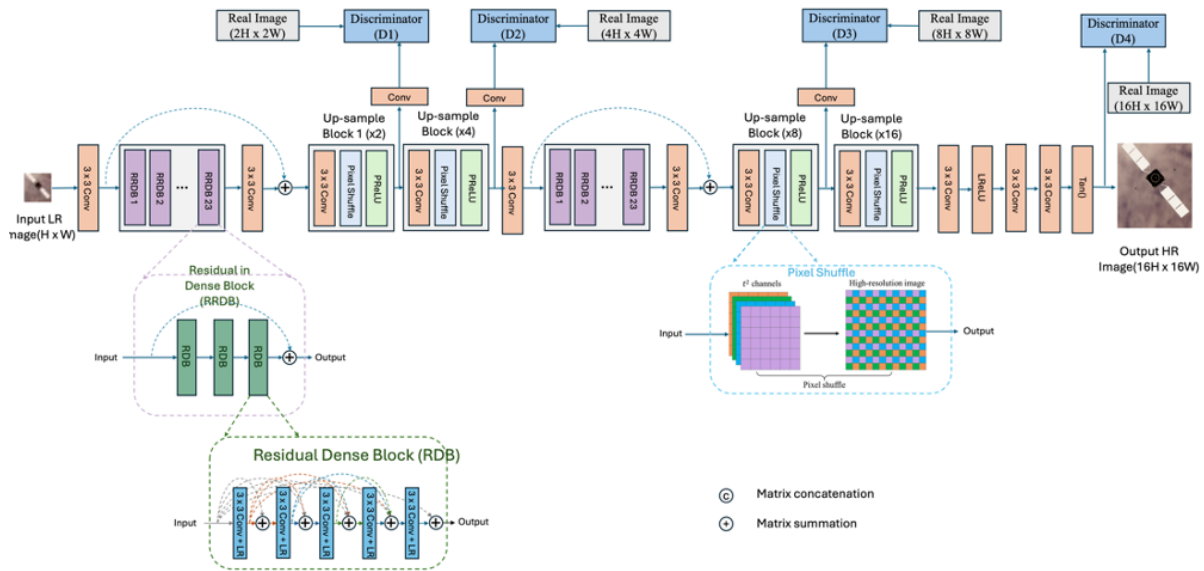 Real Image
(2H x 2W)
Discriminator
(D1)
Discriminator
(D2)
Real Image
(4H x 4W)
Discriminator
(D3)
Real Image
(8H x 8W)
Discriminator
(D4)
Real Image
(16H x 16W)
Conv
Conv
Conv
Up-sample
Block 1 (x2)
Up-sample
Block (x4)
Up-sample
Block (x8)
Up-sample
Block (x16)
Input LR
mage(H x W)
3 x 3 Conv
RRDB 1
RRDB 2
...
RRDB 23
3 x 3 Conv
+
3 x 3 Conv
Pixel Shuffle
PReLU
3 x 3 Conv
Pixel Shuffle
PReLU
3 x 3 Conv
RRDB 1
RRDB 2
...
RRDB 23
3 x 3 Conv
+
3 x 3 Conv
Pixel Shuffle
PReLU
3 x 3 Conv
Pixel Shuffle
PReLU
3 x 3 Conv
LReLU
3 x 3 Conv
3 x 3 Conv
Tan()
Output HR
Image(16H x 16W)
Residual in
Dense Block
(RRDB)
Input
RDB
RDB
RDB
+
Output
Pixel Shuffle
r² channels
High-resolution image
Input
Output
Pixel shuffle
Residual Dense Block (RDB)
Input
3 x 3 Conv + LR
+
3 x 3 Conv + LR
+
3 x 3 Conv + LR
+
3 x 3 Conv + LR
+
3 x 3 Conv + LR
+
Output
C Matrix concatenation
+ Matrix summation